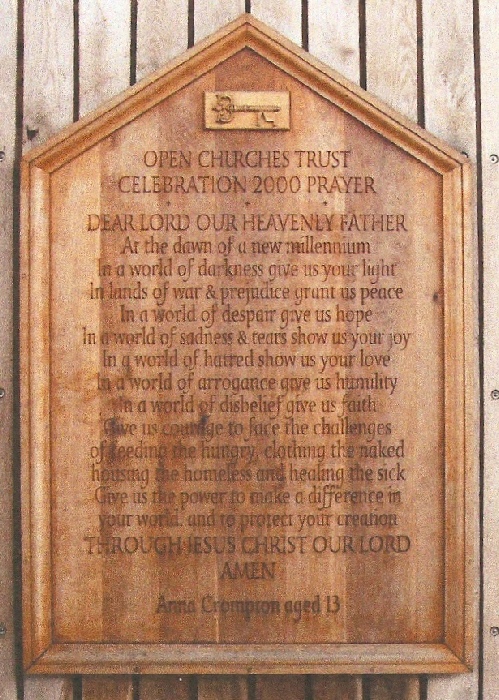 OPEN CHURCHES TRUST
CELEBRATION 2000 PRAYER
DEAR LORD OUR HEAVENLY FATHER
At the dawn of a new millennium
In a world of darkness give us your light
In lands of war & prejudice grant us peace
In a world of despair give us hope
In a world of sadness & tears show us your joy
In a world of hatred show us your love
In a world of arrogance give us humility
In a world of disbelief give us faith
Give us courage to face the challenges
of feeding the hungry, clothing the naked
housing the homeless and healing the sick
Give us the power to make a difference in
your world, and to protect your creation
THROUGH JESUS CHRIST OUR LORD
AMEN
Anna Crompton aged 13